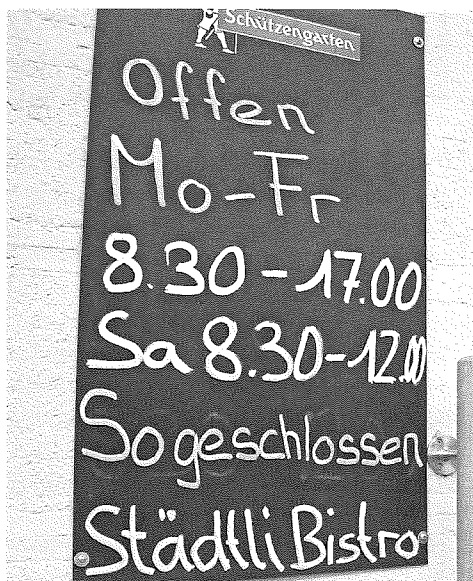 Schützengarten
Offen
Mo-Fr
8.30-17.00
Sa 8.30-12.00
So geschlossen
Städtli Bistro